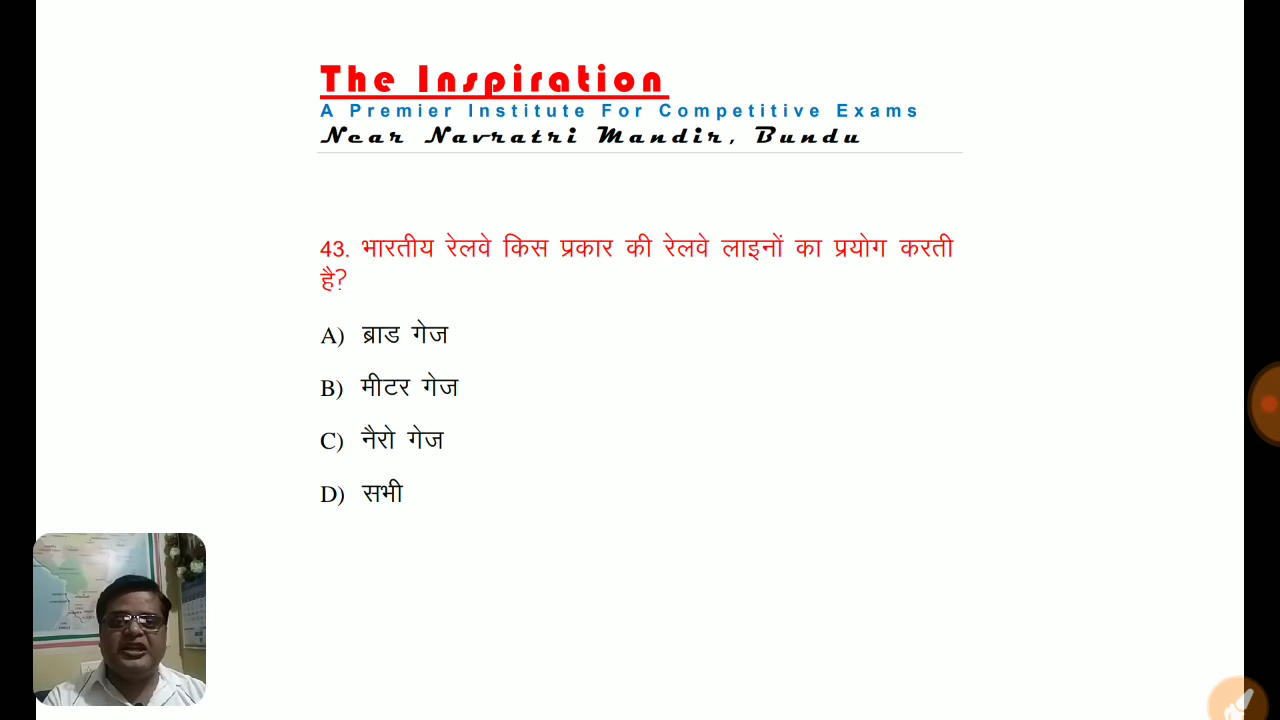 The Inspiration
A Premier Institute For Competitive Exams
Near Navratri Mandir, Bundu
43. भारतीय रेलवे किस प्रकार की रेलवे लाइनों का प्रयोग करती
है?
A) ब्राड गेज
B) मीटर गेज
C) नैरो गेज
D) सभी